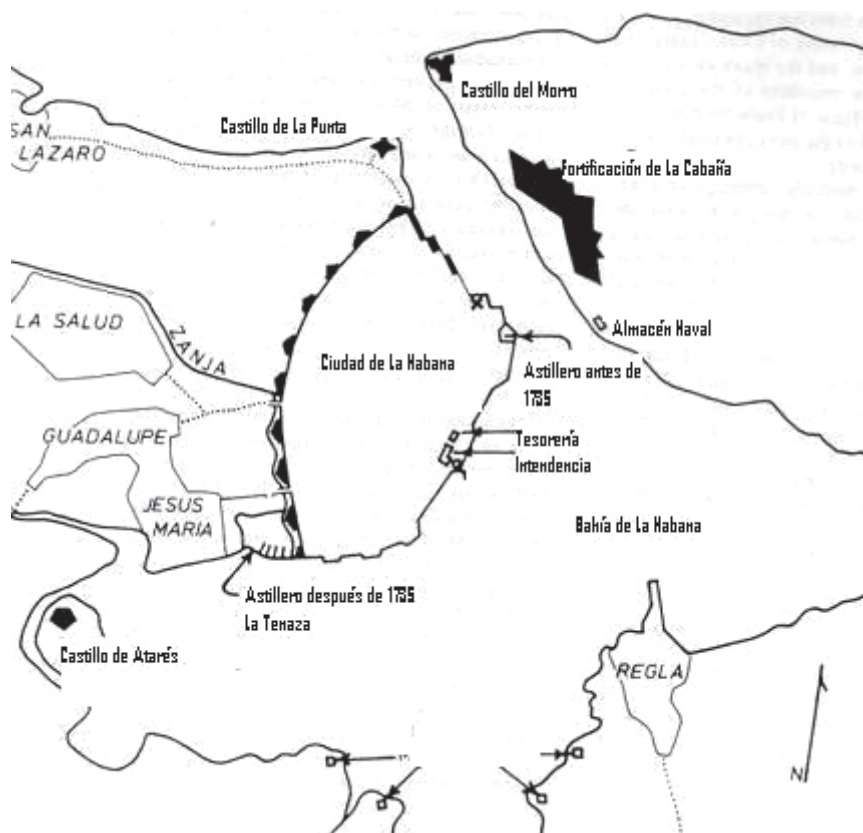 Castillo del Morro
Castillo de La Punta
SAN
LAZARO
Fortificación de La Cabaña
LA SALUD
ZANJA
Almacén Naval
Ciudad de La Habana
Astillero antes de
1735
GUADALUPE
Tesorería
Intendencia
JESUS
MARIA
Bahía de La Habana
Astillero después de 1735
La Tenaza
Castillo de Atarés
REGLA
N